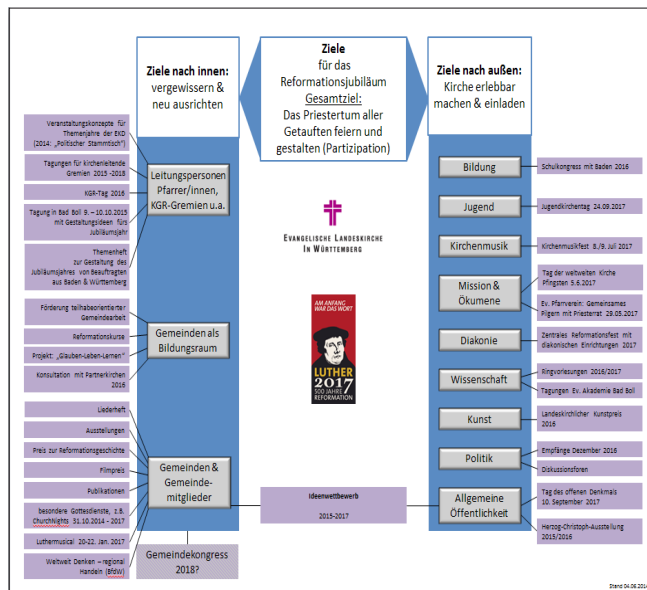 Ziele nach innen:
vergewissern &
neu ausrichten
Ziele
für das
Reformationsjubiläum
Gesamtziel:
Das Priestertum aller
Getauften feiern und
gestalten (Partizipation)
Ziele nach außen:
Kirche erlebbar
machen & einladen
Veranstaltungskonzepte für
Themenjahre der EKD
(2014: „Politischer Stammtisch“)
Tagungen für kirchenleitende
Gremien 2015 -2018
KGR-Tag 2016
Tagung in Bad Boll 9. – 10.10.2015
mit Gestaltungsideen fürs
Jubiläumsjahr
Themenheft
zur Gestaltung des
Jubiläumsjahres von Beauftragten
aus Baden & Württemberg
Leitungspersonen
Pfarrer/innen,
KGR-Gremien u.a.
Förderung teilhabeorientierter
Gemeindearbeit
Reformationskurse
Projekt: „Glauben-Leben-Lernen“
Konsultation mit Partnerkirchen
2016
Gemeinden als
Bildungsraum
Liederheft
Ausstellungen
Preis zur Reformationsgeschichte
Filmpreis
Publikationen
besondere Gottesdienste, z.B.
ChurchNights 31.10.2014 - 2017
Luthermusical 20-22. Jan. 2017
Weltweit Denken – regional
Handeln (BfdW)
Gemeinden &
Gemeinde-
mitglieder
Gemeindekongress
2018?
EVANGELISCHE LANDESKIRCHE
IN WÜRTTEMBERG
AM ANFANG
WAR DAS WORT
LUTHER
2017
500 JAHRE
REFORMATION
Ideenwettbewerb
2015-2017
Bildung
Schulkongress mit Baden 2016
Jugend
Jugendkirchentag 24.09.2017
Kirchenmusik
Kirchenmusikfest 8./9. Juli 2017
Mission &
Ökumene
Tag der weltweiten Kirche
Pfingsten 5.6.2017
Ev. Pfarrverein: Gemeinsames
Pilgern mit Priesterrat 29.05.2017
Diakonie
Zentrales Reformationsfest mit
diakonischen Einrichtungen 2017
Wissenschaft
Ringvorlesungen 2016/2017
Tagungen Ev. Akademie Bad Boll
Kunst
Landeskirchlicher Kunstpreis
2016
Politik
Empfänge Dezember 2016
Diskussionsforen
Allgemeine
Öffentlichkeit
Tag des offenen Denkmals
10. September 2017
Herzog-Christoph-Ausstellung
2015/2016
Stand 04.06.2014